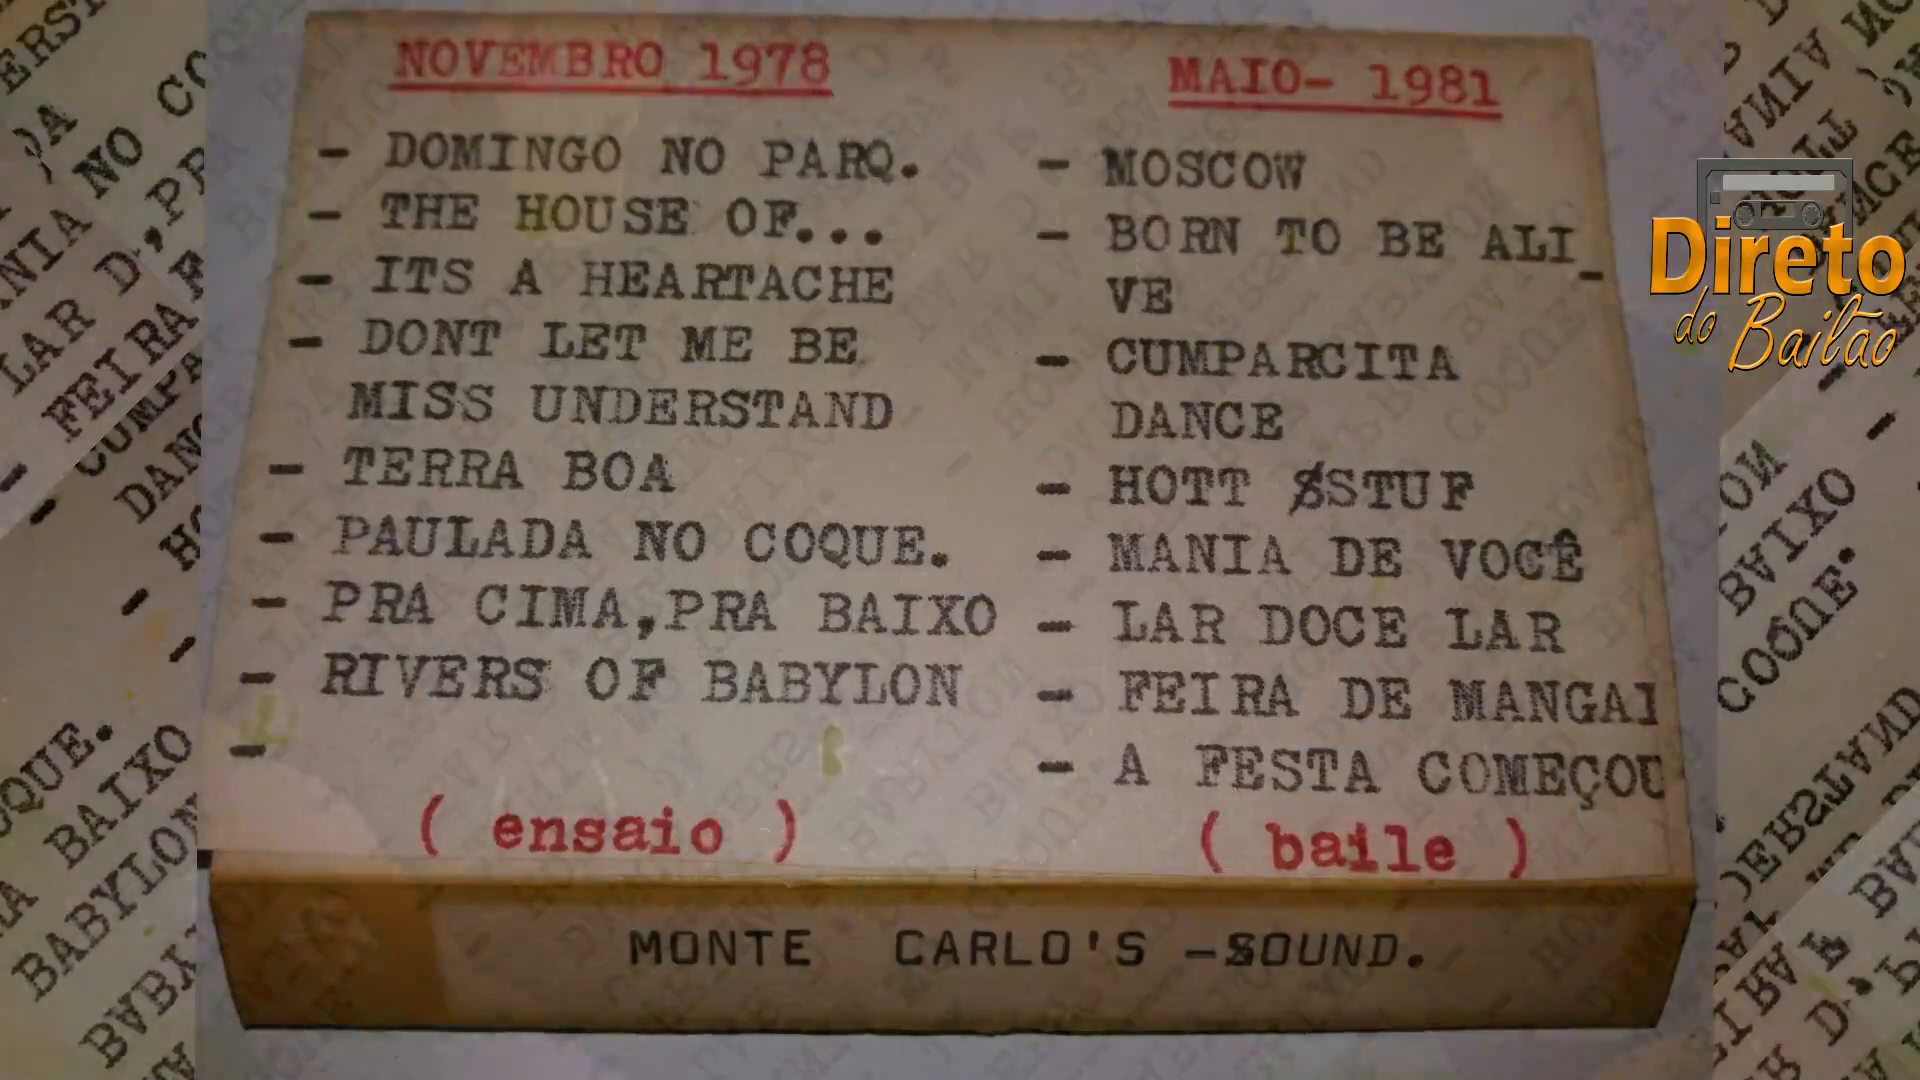 NOVEMBRO 1978
- DOMINGO NO PARQ.
- THE HOUSE OF...
- ITS A HEARTACHE
- DONT LET ME BE
MISS UNDERSTAND
- TERRA BOA
- PAULADA NO COQUE.
- PRA CIMA,PRA BAIXO
- RIVERS OF BABYLON
-
( ensaio )
MAIO- 1981
- MOSCOW
- BORN TO BE ALI_
VE
- CUMPARCITA
DANCE
- HOTT STUF
- MANIA DE VOCÊ
- LAR DOCE LAR
- FEIRA DE MANGAI
- A FESTA COMEÇOU
( baile )
MONTE CARLO'S -SOUND.
Direto
do Bailão